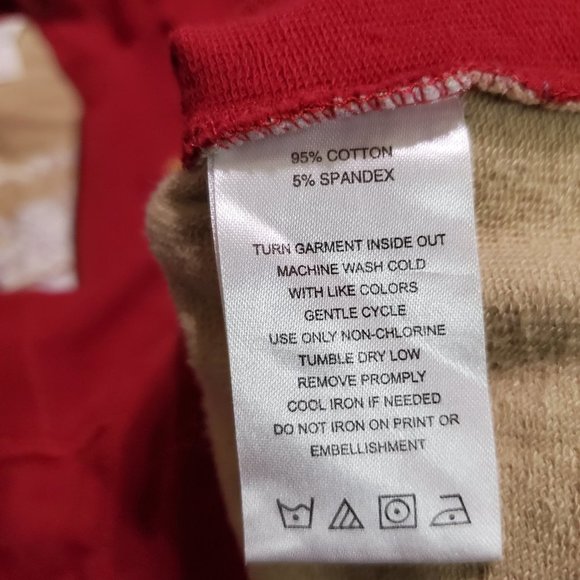 95% COTTON
5% SPANDEX
TURN GARMENT INSIDE OUT
MACHINE WASH COLD
WITH LIKE COLORS
GENTLE CYCLE
USE ONLY NON-CHLORINE
TUMBLE DRY LOW
REMOVE PROMPLY
COOL IRON IF NEEDED
DO NOT IRON ON PRINT OR
EMBELLISHMENT